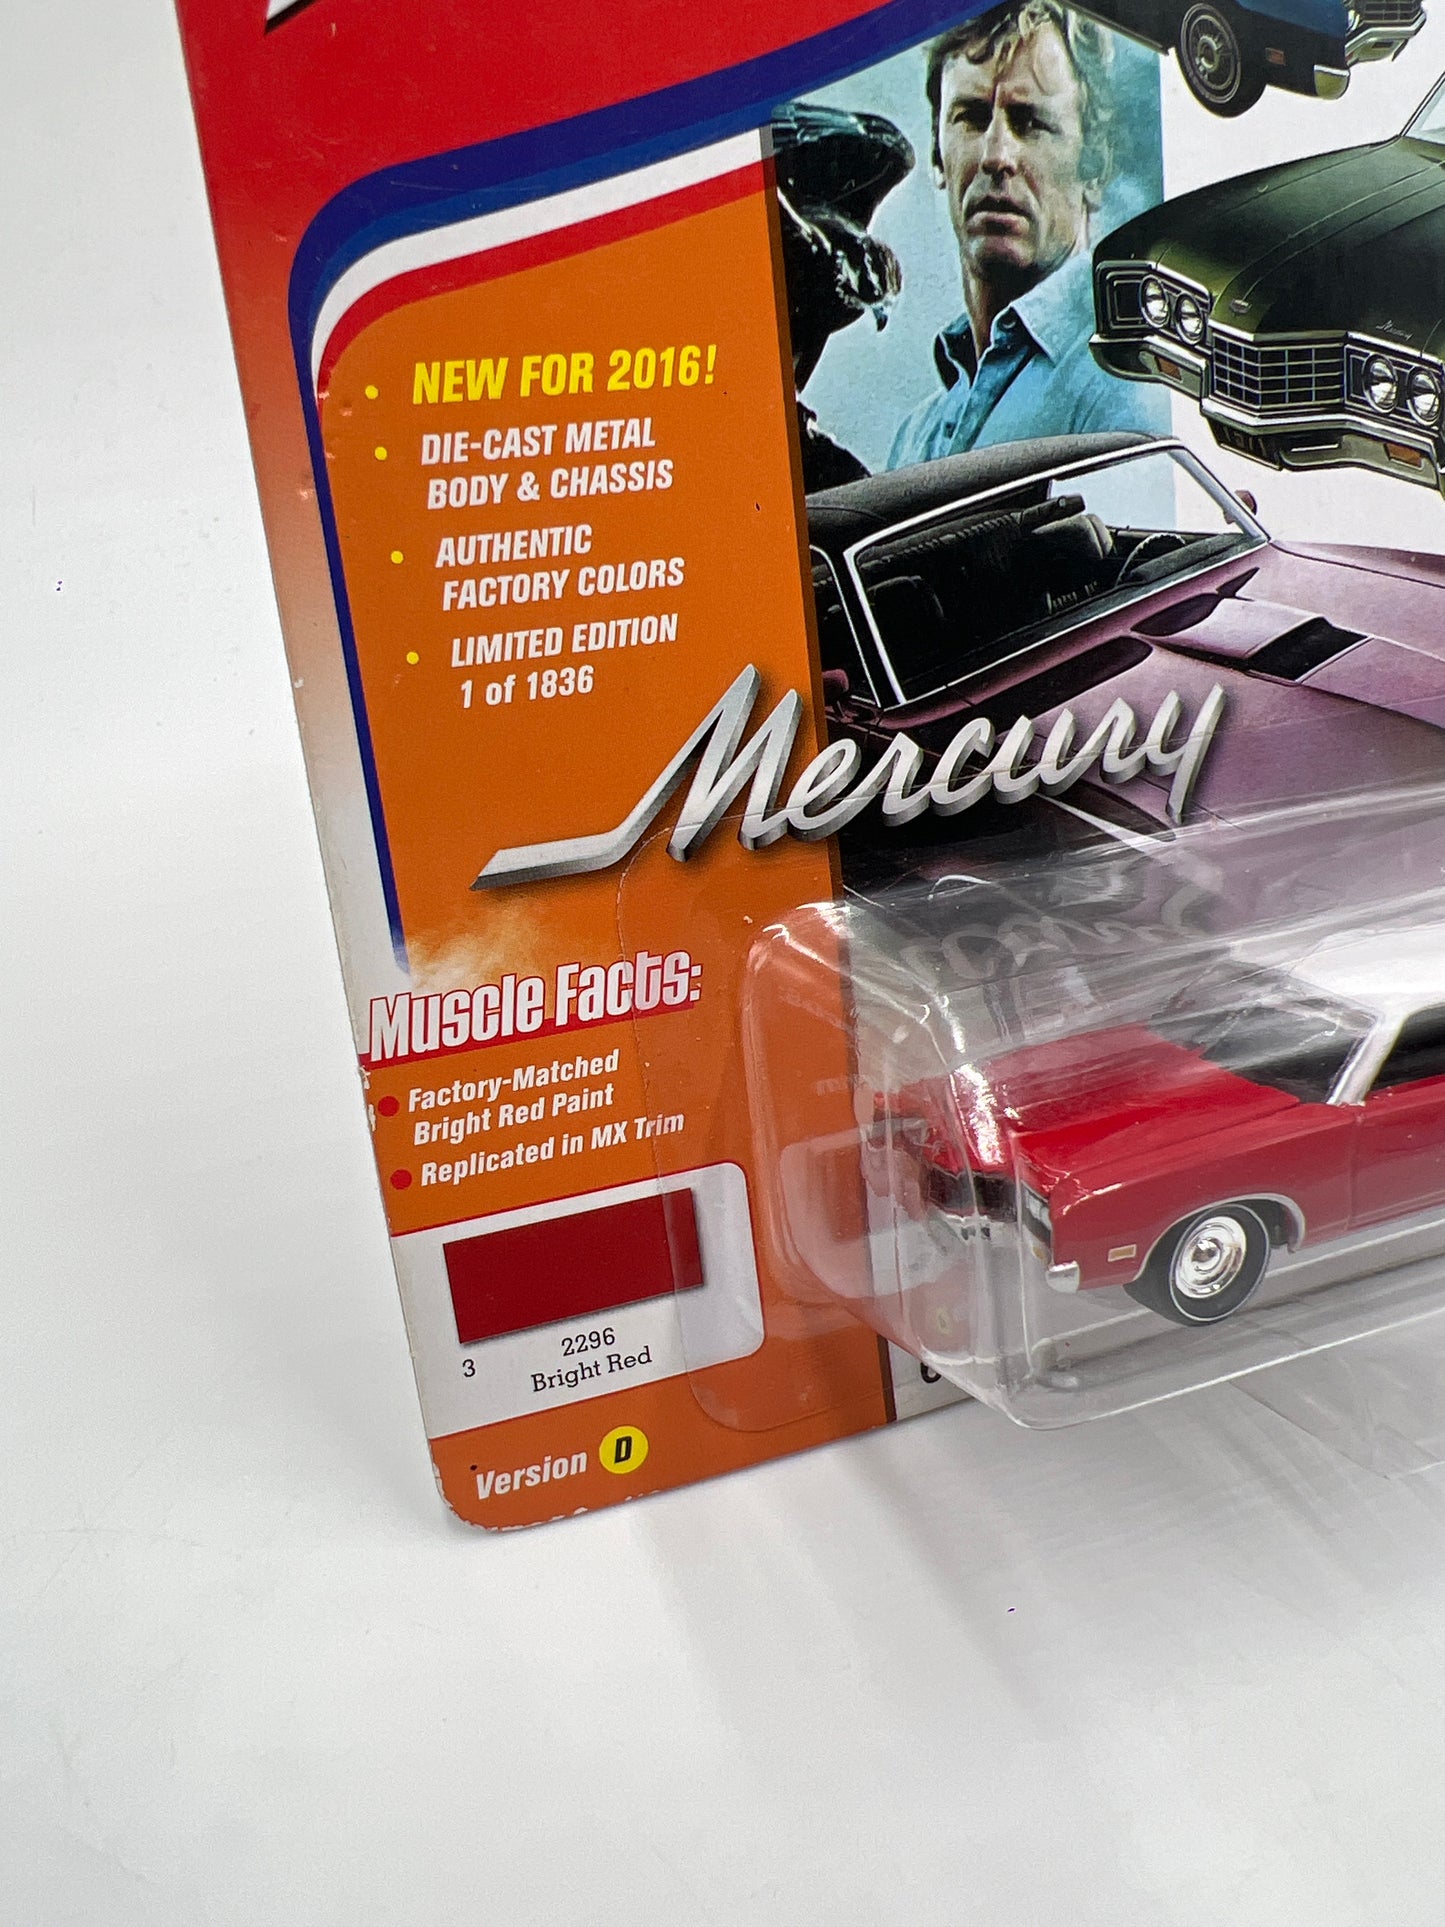 NEW FOR 2016!
DIE-CAST METAL
BODY & CHASSIS
AUTHENTIC
FACTORY COLORS
LIMITED EDITION
1 of 1836
Mercury
Muscle Facts:
Factory-Matched
Bright Red Paint
Replicated in MX Trim
2296
3 Bright Red
Version D